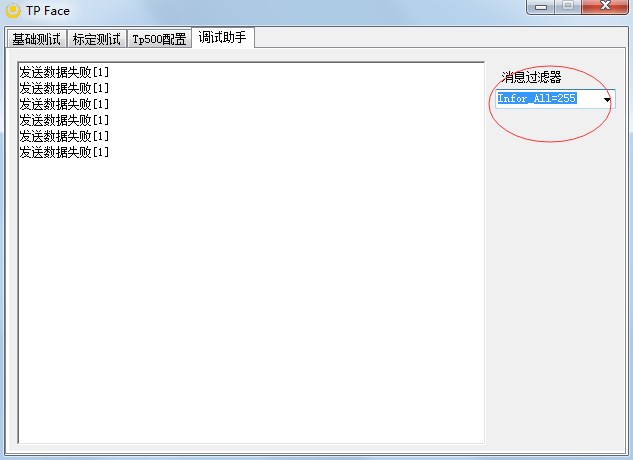 TP Face
基础测试 标定测试 Tp500配置 调试助手
发送数据失败[1]
发送数据失败[1]
发送数据失败[1]
发送数据失败[1]
发送数据失败[1]
发送数据失败[1]
消息过滤器
Infor_All=255